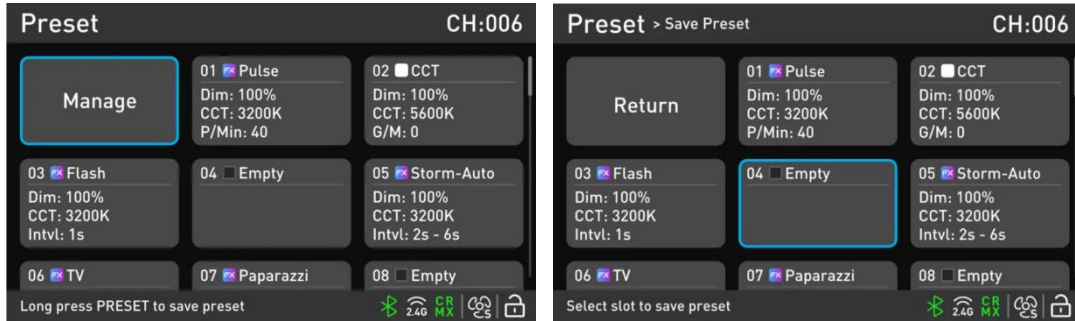 Preset CH:006
Manage
01 FX Pulse
Dim: 100%
CCT: 3200K
P/Min: 40
02 CCT
Dim: 100%
CCT: 5600K
G/M: 0
03 FX Flash
Dim: 100%
CCT: 3200K
Intvl: 1s
04 Empty
05 FX Storm-Auto
Dim: 100%
CCT: 3200K
Intvl: 2s - 6s
06 FX TV
07 FX Paparazzi
08 Empty
Long press PRESET to save preset
2.4G
CR
MX
S
Preset > Save Preset CH:006
Return
01 FX Pulse
Dim: 100%
CCT: 3200K
P/Min: 40
02 CCT
Dim: 100%
CCT: 5600K
G/M: 0
03 FX Flash
Dim: 100%
CCT: 3200K
Intvl: 1s
04 Empty
05 FX Storm-Auto
Dim: 100%
CCT: 3200K
Intvl: 2s - 6s
06 FX TV
07 FX Paparazzi
08 Empty
Select slot to save preset
2.4G
CR
MX
S